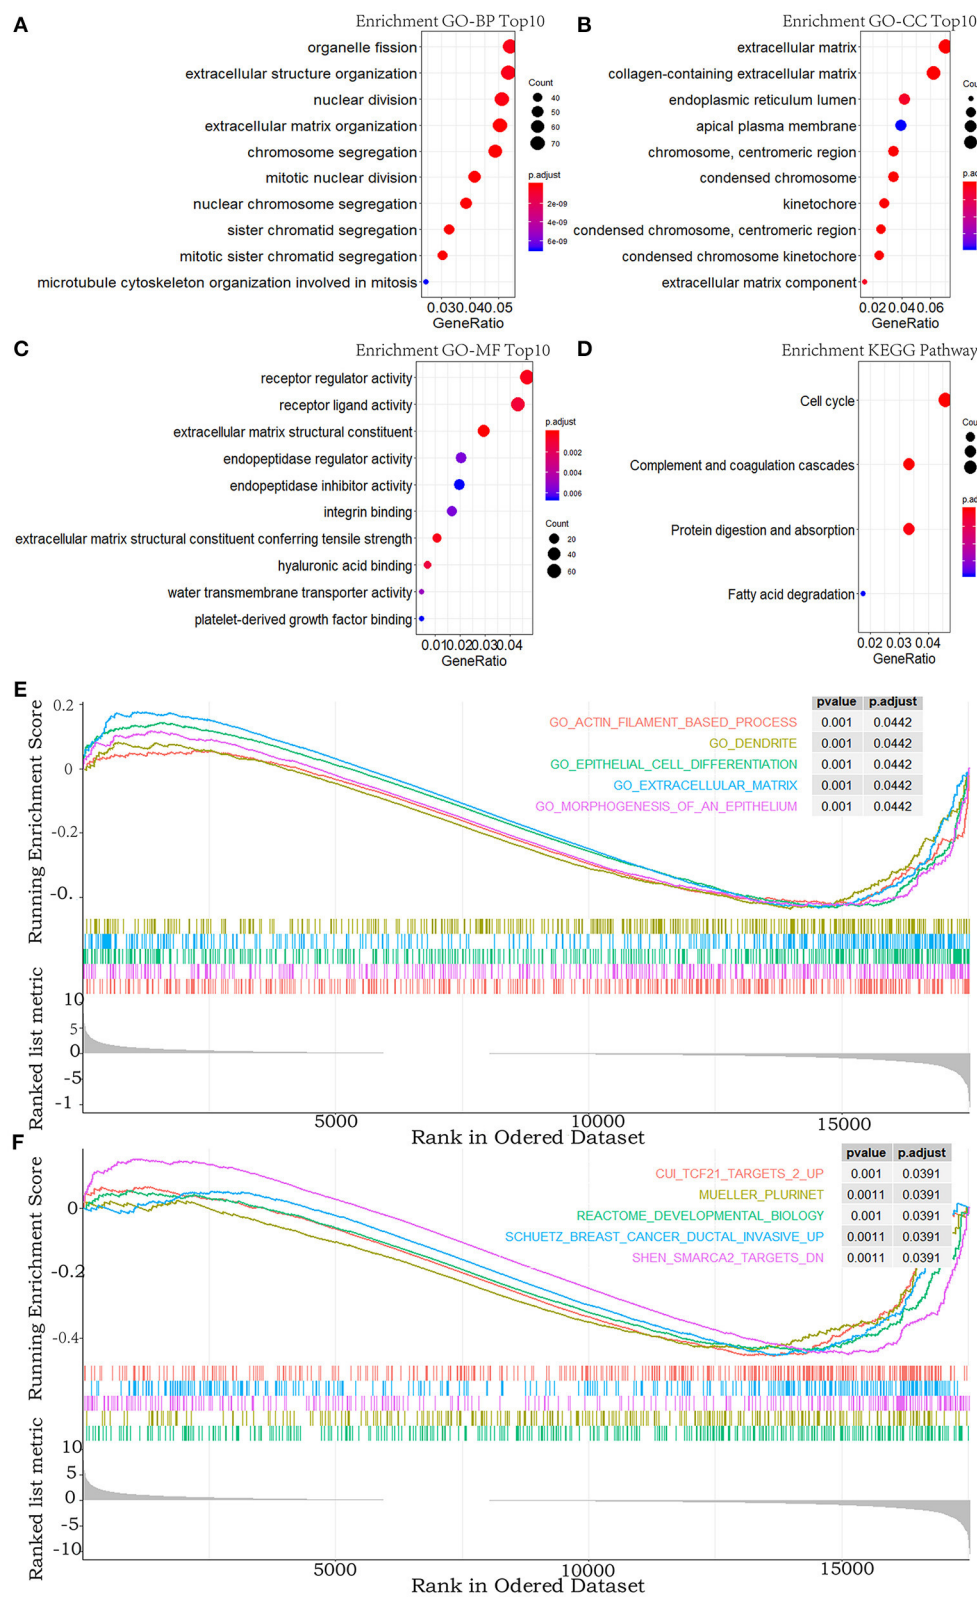 A
Enrichment GO-BP Top10
organelle fission
extracellular structure organization
nuclear division
extracellular matrix organization
chromosome segregation
mitotic nuclear division
nuclear chromosome segregation
sister chromatid segregation
mitotic sister chromatid segregation
microtubule cytoskeleton organization involved in mitosis
0.03 0.04 0.05
GeneRatio
Count
40
50
60
70
p.adjust
2e-09
4e-09
6e-09
B
Enrichment GO-CC Top10
extracellular matrix
collagen-containing extracellular matrix
endoplasmic reticulum lumen
apical plasma membrane
chromosome, centromeric region
condensed chromosome
kinetochore
condensed chromosome, centromeric region
condensed chromosome kinetochore
extracellular matrix component
0.02 0.04 0.06
GeneRatio
Cou
p.ad
C
Enrichment GO-MF Top10
receptor regulator activity
receptor ligand activity
extracellular matrix structural constituent
endopeptidase regulator activity
endopeptidase inhibitor activity
integrin binding
extracellular matrix structural constituent conferring tensile strength
hyaluronic acid binding
water transmembrane transporter activity
platelet-derived growth factor binding
0.01 0.02 0.03 0.04
GeneRatio
p.adjust
0.002
0.004
0.006
Count
20
40
60
D
Enrichment KEGG Pathway
Cell cycle
Complement and coagulation cascades
Protein digestion and absorption
Fatty acid degradation
0.02 0.03 0.04
GeneRatio
Cou
p.ad
E
Running Enrichment Score
0.2
0
-0.2
-0.
pvalue p.adjust
GO_ACTIN_FILAMENT_BASED_PROCESS 0.001 0.0442
GO_DENDRITE 0.001 0.0442
GO_EPITHELIAL_CELL_DIFFERENTIATION 0.001 0.0442
GO_EXTRACELLULAR_MATRIX 0.001 0.0442
GO_MORPHOGENESIS_OF_AN_EPITHELIUM 0.001 0.0442
Ranked list metric
10
5
0
-5
-1
5000 10000 15000
Rank in Odered Dataset
F
Running Enrichment Score
0
-0.2
-0.4
pvalue p.adjust
CUI_TCF21_TARGETS_2_UP 0.001 0.0391
MUELLER_PLURINET 0.0011 0.0391
REACTOME_DEVELOPMENTAL_BIOLOGY 0.001 0.0391
SCHUETZ_BREAST_CANCER_DUCTAL_INVASIVE_UP 0.0011 0.0391
SHEN_SMARCA2_TARGETS_DN 0.0011 0.0391
Ranked list metric
10
5
0
-5
-10
5000 10000 15000
Rank in Odered Dataset